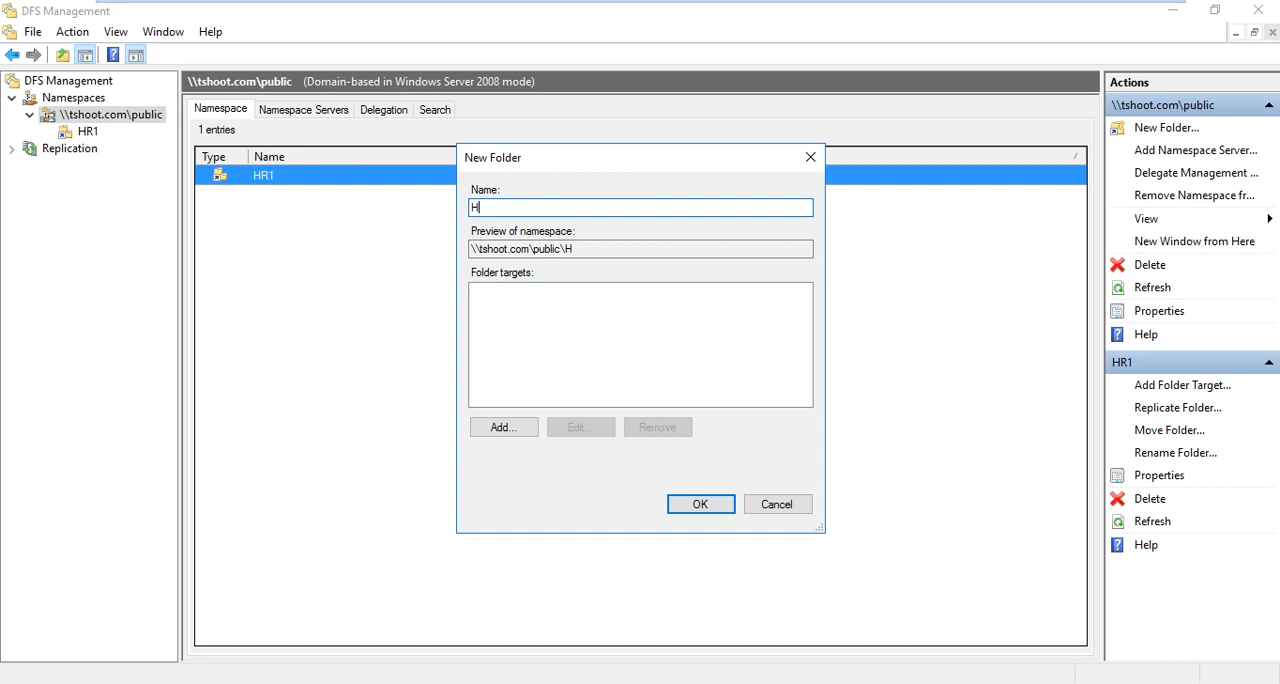 DFS Management
File Action View Window Help
DFS Management
Namespaces
\\tshoot.com\public
HR1
Replication
\\tshoot.com\public (Domain-based in Windows Server 2008 mode)
Namespace Namespace Servers Delegation Search
1 entries
Type Name
HR1
New Folder
Name:
H
Preview of namespace:
\\tshoot.com\public\H
Folder targets:
Add... Edit... Remove
OK Cancel
Actions
\\tshoot.com\public
New Folder...
Add Namespace Server...
Delegate Management ...
Remove Namespace fr...
View
New Window from Here
Delete
Refresh
Properties
Help
HR1
Add Folder Target...
Replicate Folder...
Move Folder...
Rename Folder...
Properties
Delete
Refresh
Help